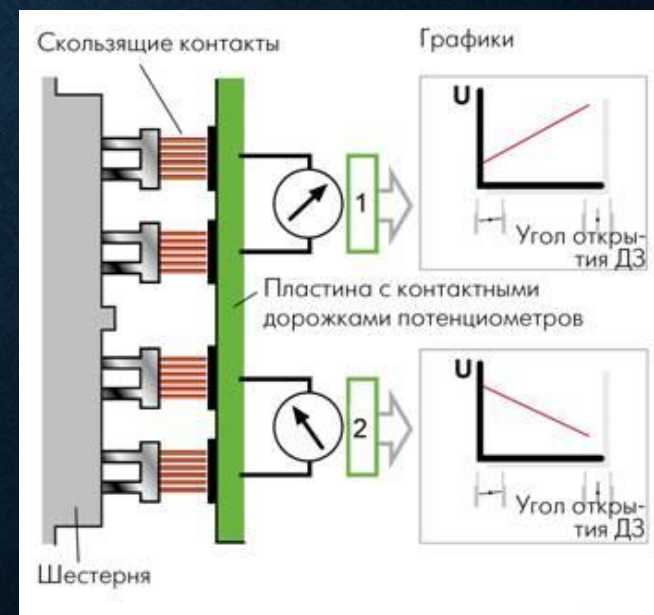 Скользящие контакты
Графики
U
1
Угол откры-
тия ДЗ
Пластина с контактными
дорожками потенциометров
U
2
Угол откры-
тия ДЗ
Шестерня